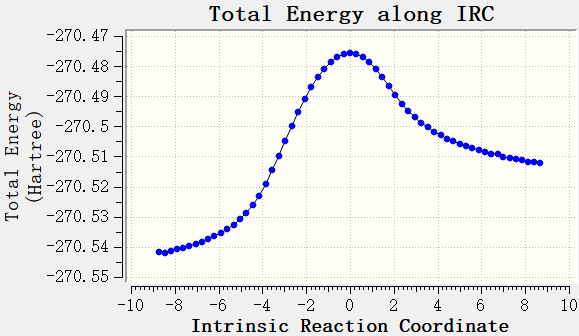 Total Energy along IRC
-270.47
-270.48
-270.49
-270.5
-270.51
-270.52
-270.53
-270.54
-270.55
Total Energy
(Hartree)
-10 -8 -6 -4 -2 0 2 4 6 8 10
Intrinsic Reaction Coordinate